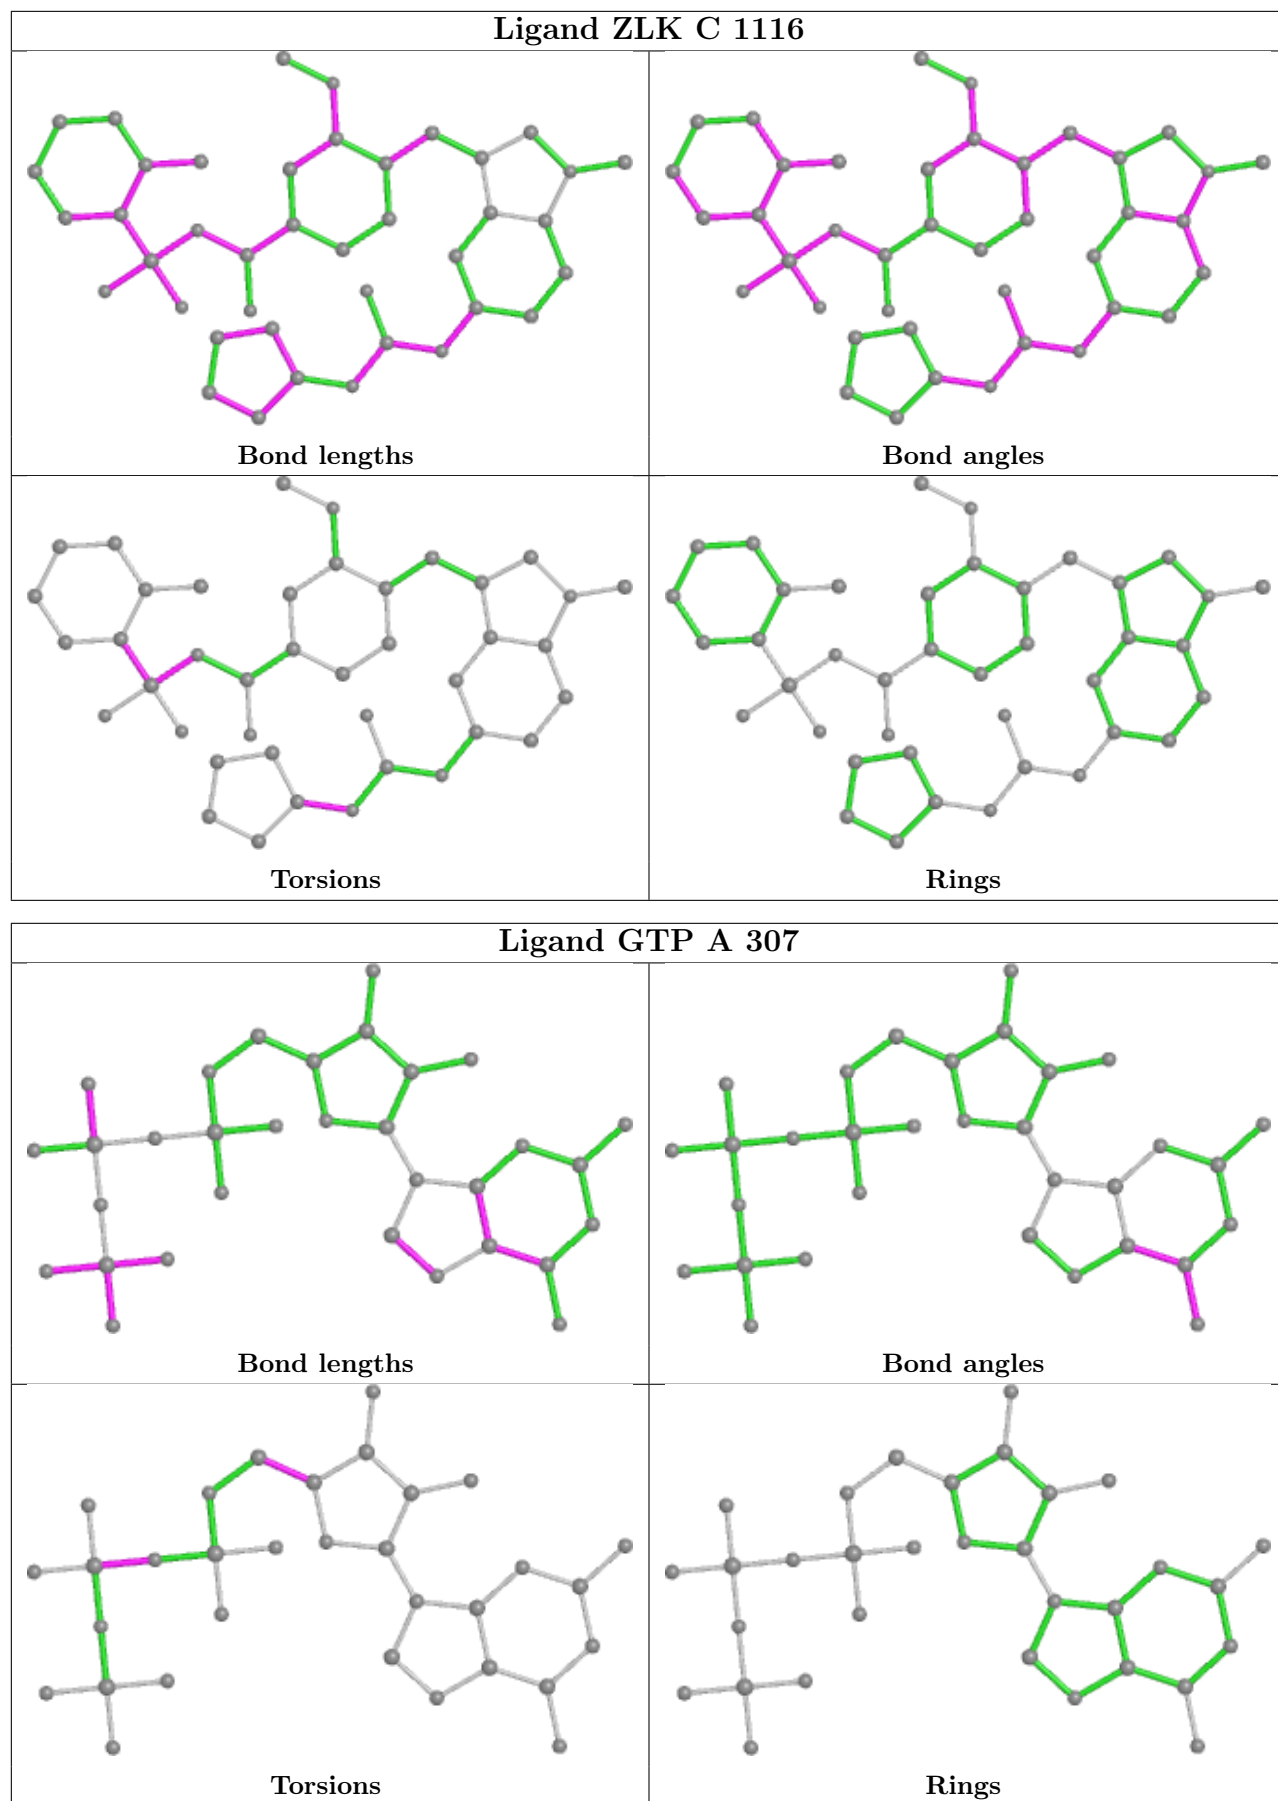 Ligand ZLK C 1116
Bond lengths
Bond angles
Torsions
Rings
Ligand GTP A 307
Bond lengths
Bond angles
Torsions
Rings